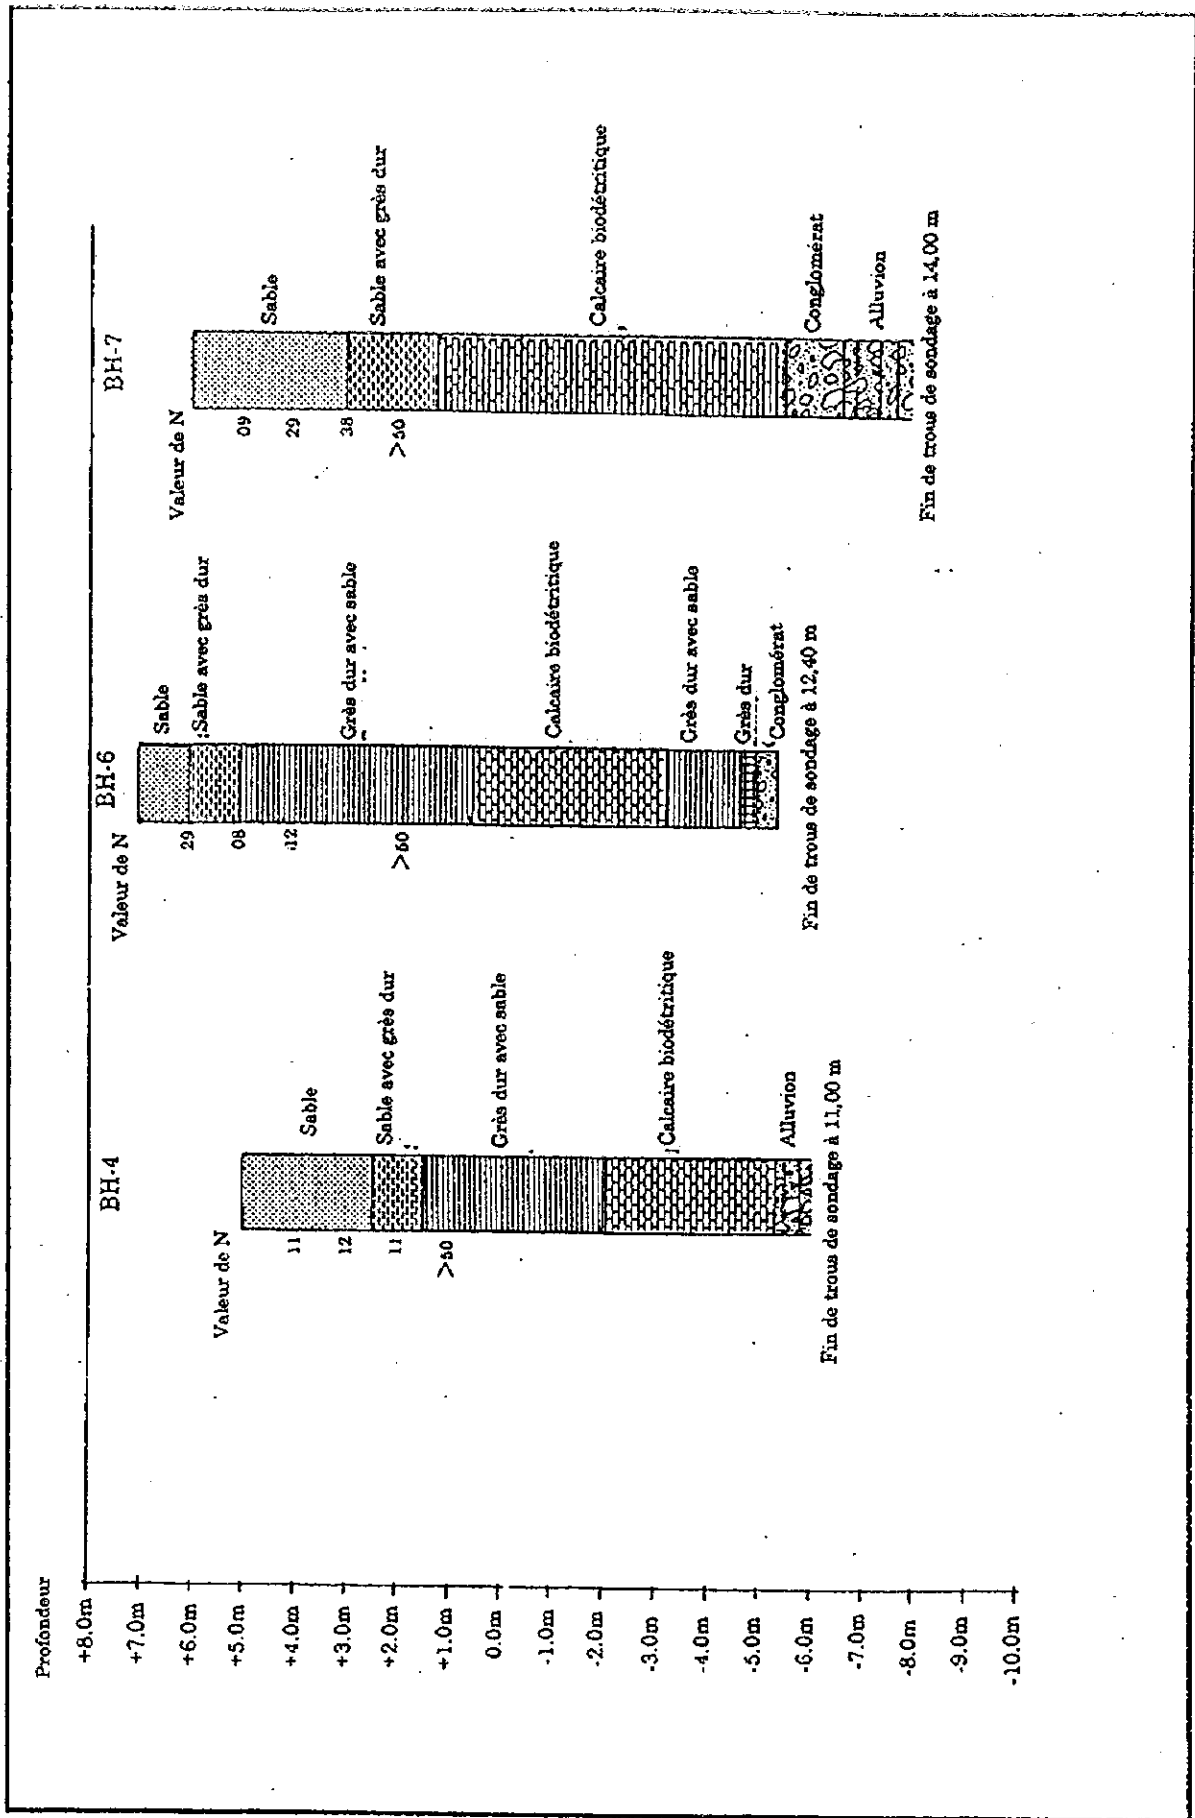 Profondeur
+8.0m
+7.0m
+6.0m
+5.0m
+4.0m
+3.0m
+2.0m
+1.0m
0.0m
-1.0m
-2.0m
-3.0m
-4.0m
-5.0m
-6.0m
-7.0m
-8.0m
-9.0m
-10.0m
BH-4
Valeur de N
11
12
11
>50
Sable
Sable avec grès dur
Grès dur avec sable
Calcaire biodétritique
Alluvion
Fin de trous de sondage à 11,00 m
BH-6
Valeur de N
29
08
12
>50
Sable
Sable avec grès dur
Grès dur avec sable
Calcaire biodétritique
Grès dur avec sable
Grès dur
Conglomérat
Fin de trous de sondage à 12,40 m
BH-7
Valeur de N
09
29
38
>50
Sable
Sable avec grès dur
Calcaire biodétritique
Conglomérat
Alluvion
Fin de trous de sondage à 14,00 m